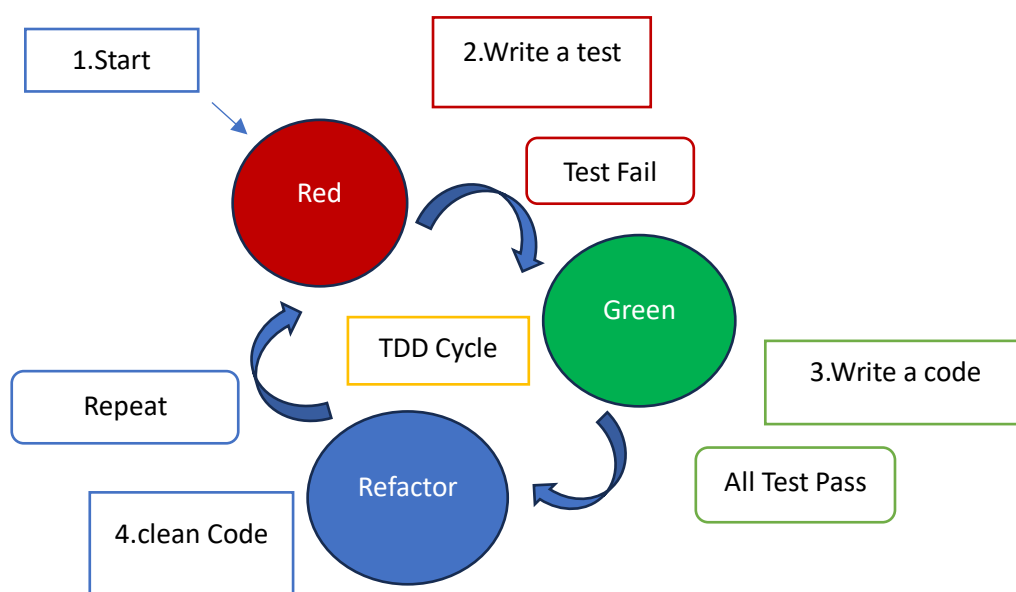 1.Start
2.Write a test
Test Fail
Red
Green
TDD Cycle
3.Write a code
Repeat
All Test Pass
Refactor
4.clean Code